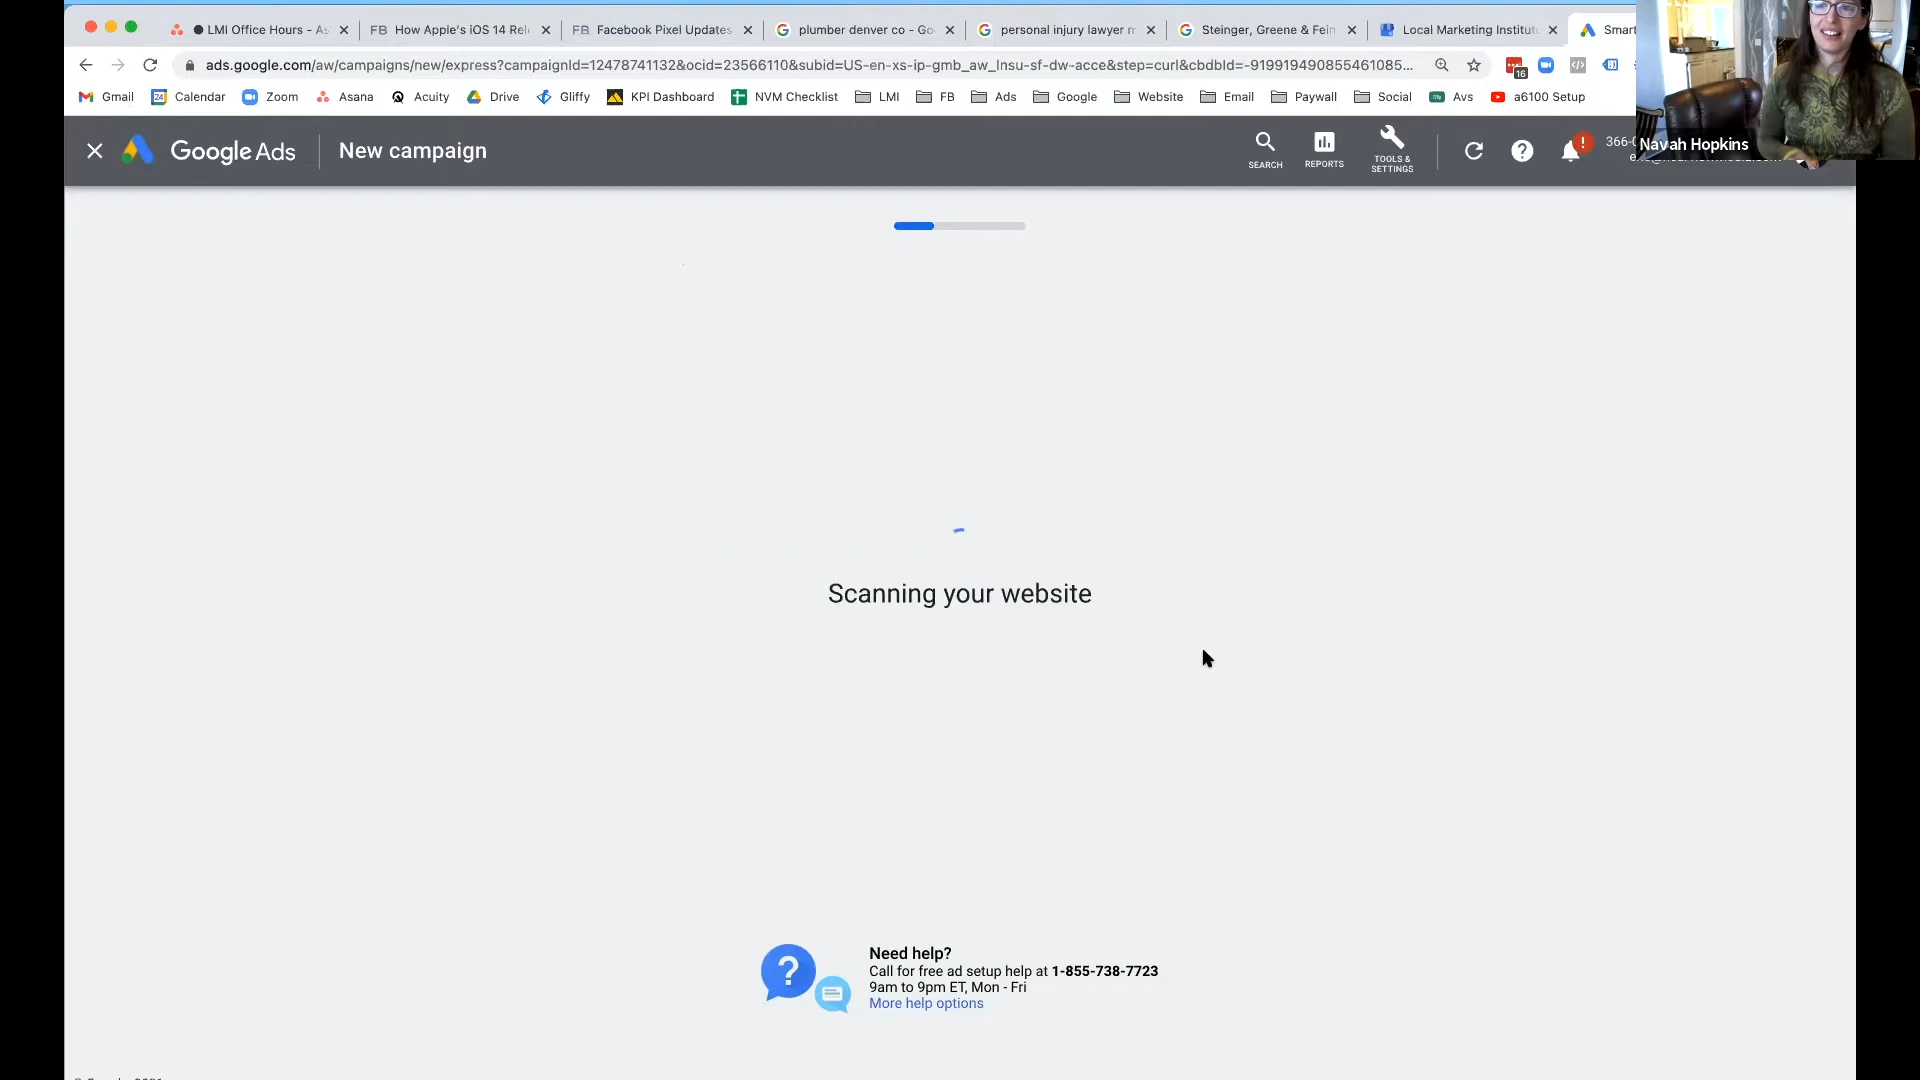 LMI Office Hours - As
How Apple's iOS 14 Rel
Facebook Pixel Updates
plumber denver co - Go
personal injury lawyer m
Steinger, Greene & Fein
Local Marketing Institut
Smart
ads.google.com/aw/campaigns/new/express?campaignId=12478741132&ocid=23566110&subid=US-en-xs-ip-gmb_aw_lnsu-sf-dw-acce&step=curl&cbdbId=-919919490855461085...
16
Gmail
Calendar
Zoom
Asana
Acuity
Drive
Gliffy
KPI Dashboard
NVM Checklist
LMI
FB
Ads
Google
Website
Email
Paywall
Social
Avs
a6100 Setup
Google Ads
New campaign
SEARCH
REPORTS
TOOLS &
SETTINGS
Navah Hopkins
Scanning your website
Need help?
Call for free ad setup help at 1-855-738-7723
9am to 9pm ET, Mon - Fri
More help options